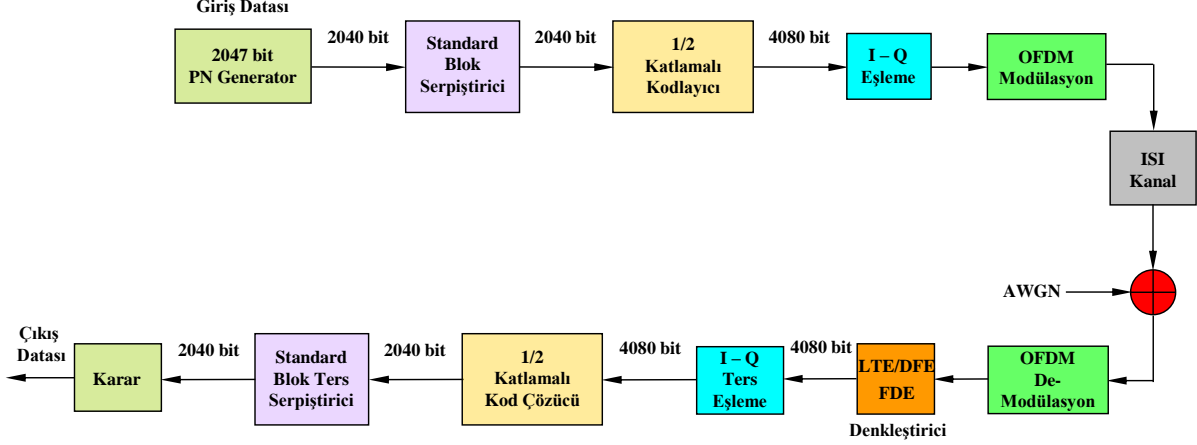 Giriş Datası
2047 bit
PN Generator
2040 bit
Standard
Blok
Serpiştirici
2040 bit
1/2
Katlamalı
Kodlayıcı
4080 bit
I – Q
Eşleme
OFDM
Modülasyon
ISI
Kanal
AWGN
OFDM
De-
Modülasyon
LTE/DFE
FDE
Denkleştirici
4080 bit
I – Q
Ters
Eşleme
4080 bit
1/2
Katlamalı
Kod Çözücü
2040 bit
Standard
Blok Ters
Serpiştirici
2040 bit
Karar
Çıkış
Datası